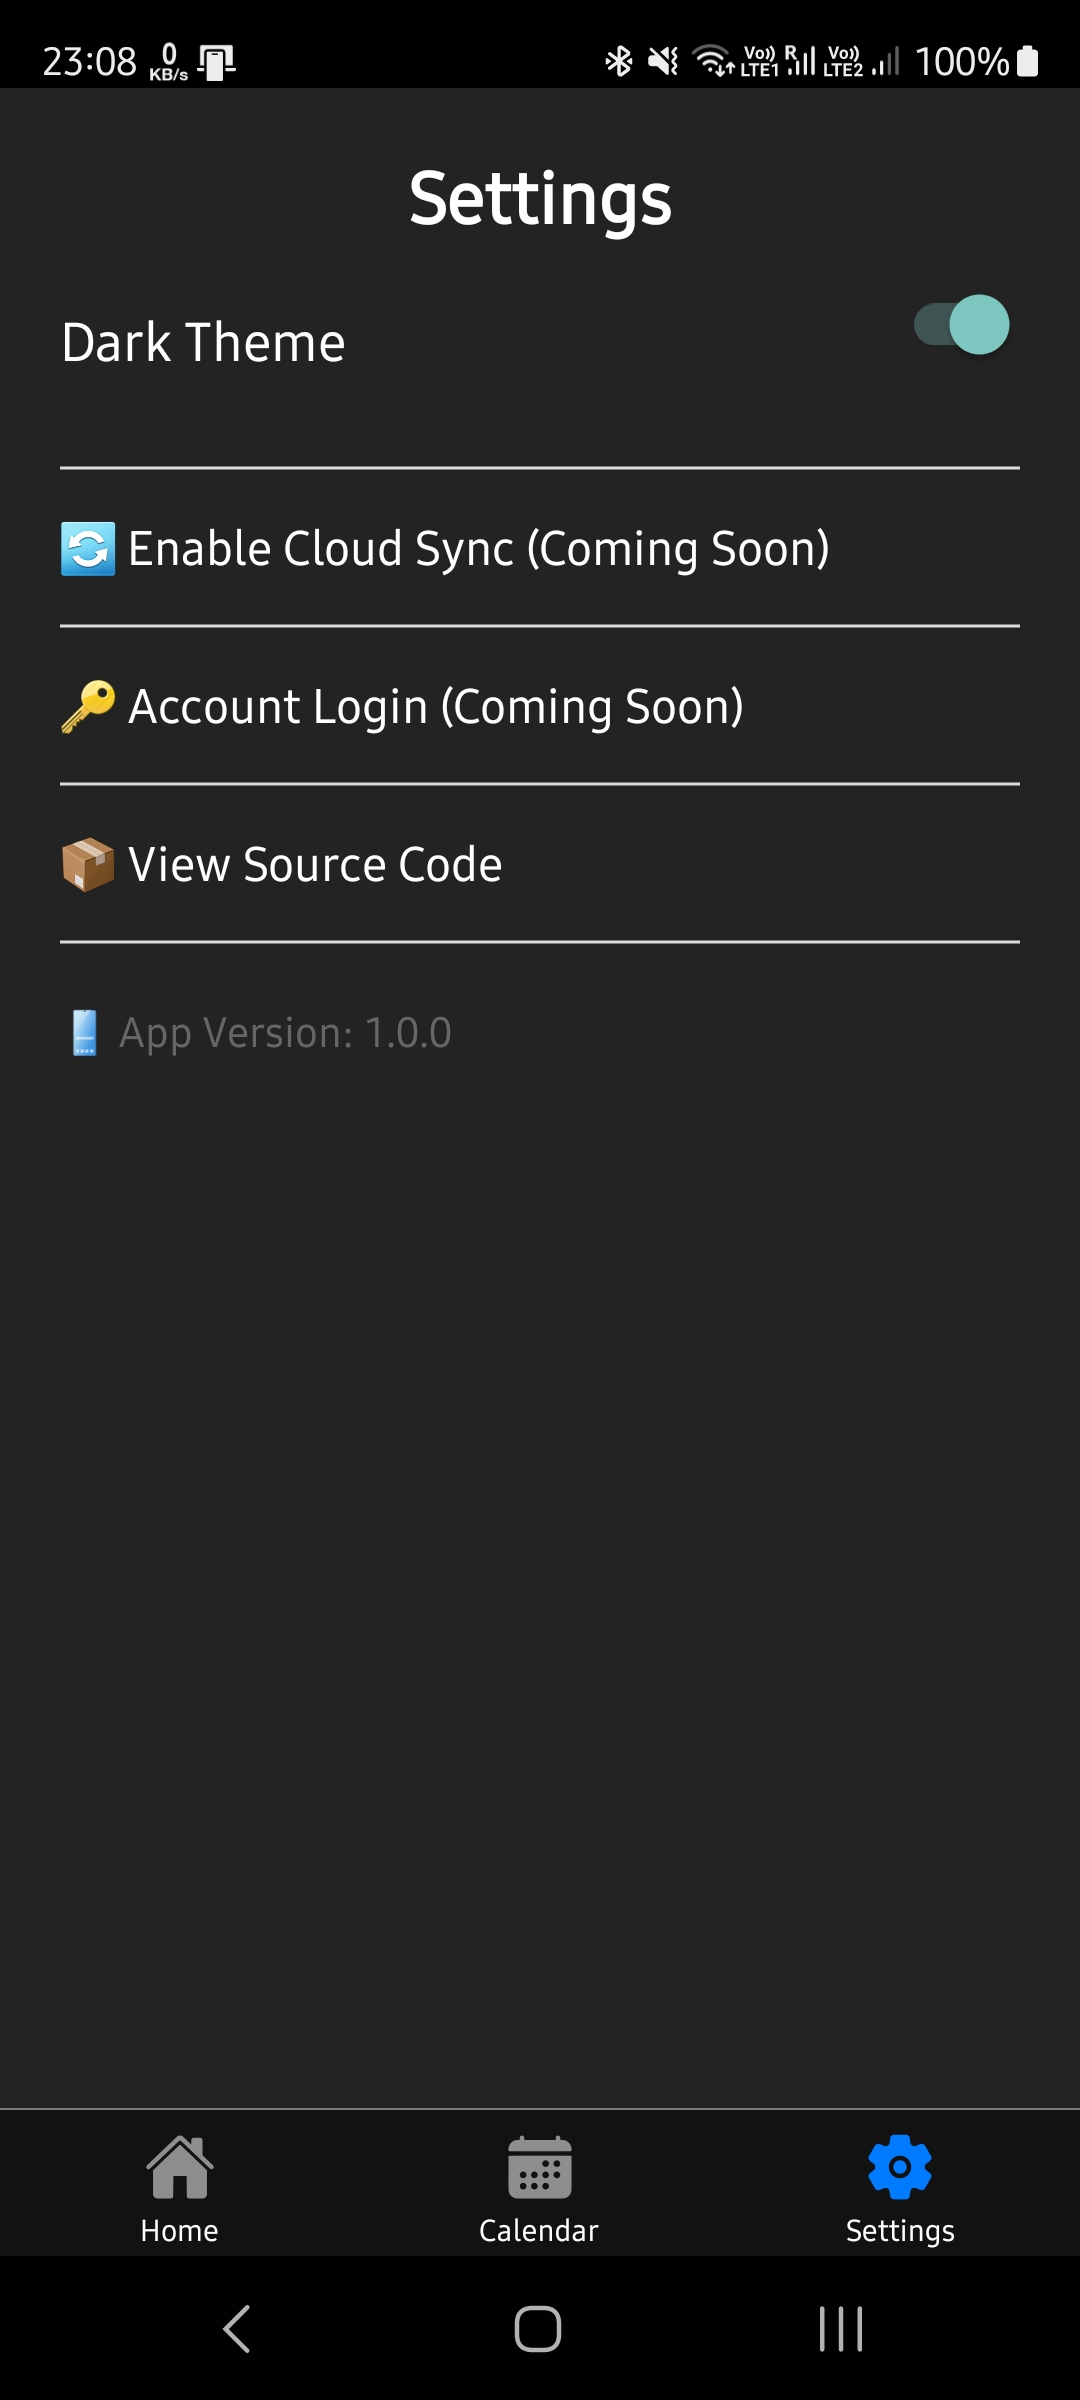 23:08 0 KB/s Vo)) LTE1 R Vo)) LTE2 100%
Settings
Dark Theme
Enable Cloud Sync (Coming Soon)
Account Login (Coming Soon)
View Source Code
App Version: 1.0.0
Home Calendar Settings